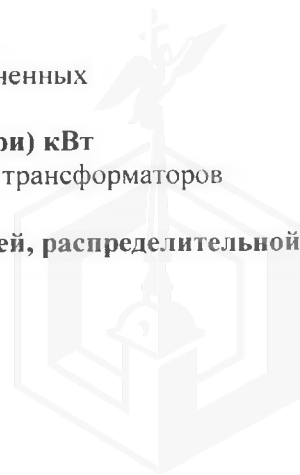 ненных
ри) кВт
трансформаторов
ей, распределительной